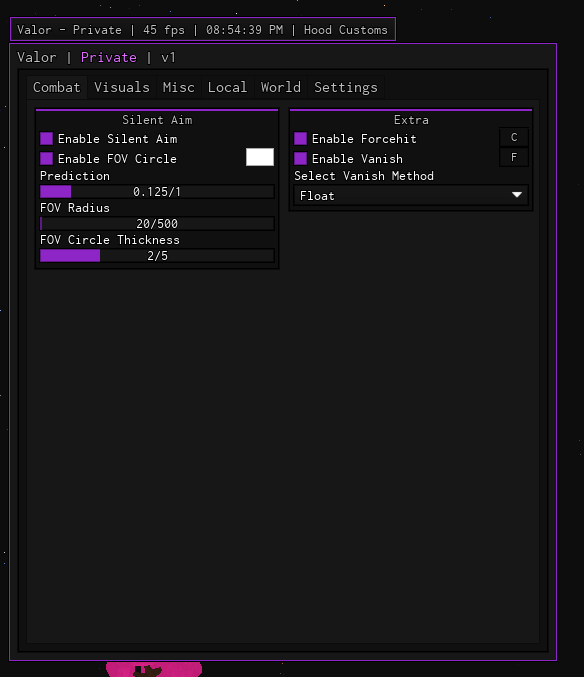 Valor - Private | 45 fps | 08:54:39 PM | Hood Customs
Valor | Private | v1
Combat Visuals Misc Local World Settings
Silent Aim
Enable Silent Aim
Enable FOV Circle
Prediction
0.125/1
FOV Radius
20/500
FOV Circle Thickness
2/5
Extra
Enable Forcehit C
Enable Vanish F
Select Vanish Method
Float